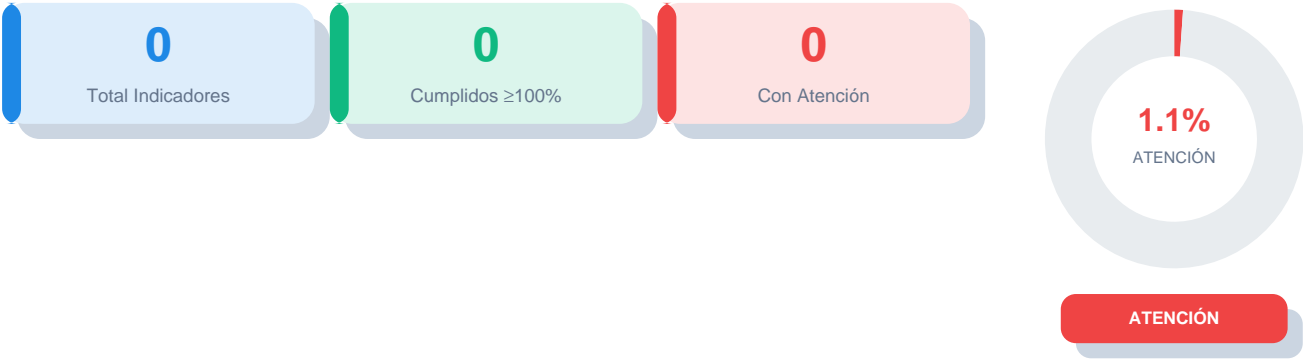 0
Total Indicadores
0
Cumplidos ≥100%
0
Con Atención
1.1%
ATENCIÓN
ATENCIÓN